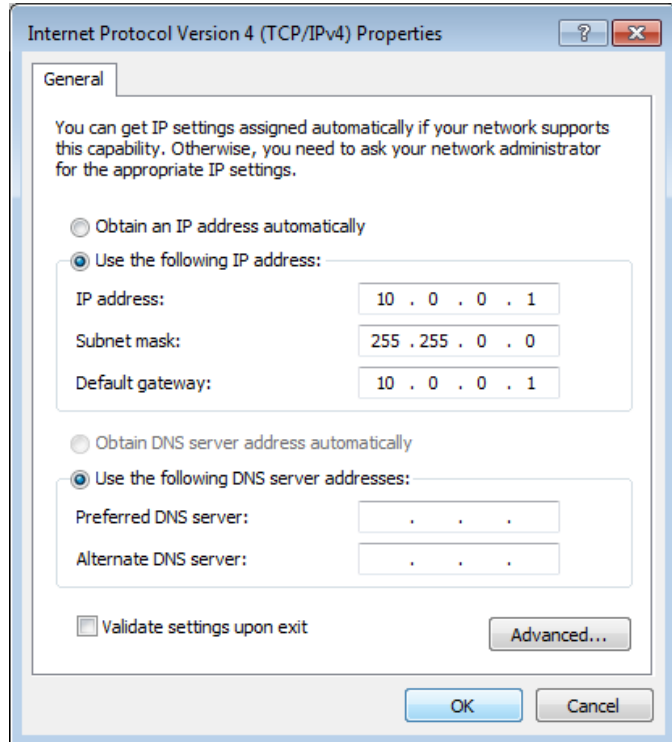 Internet Protocol Version 4 (TCP/IPv4) Properties
General
You can get IP settings assigned automatically if your network supports
this capability. Otherwise, you need to ask your network administrator
for the appropriate IP settings.
Obtain an IP address automatically
Use the following IP address:
IP address: 10 . 0 . 0 . 1
Subnet mask: 255 . 255 . 0 . 0
Default gateway: 10 . 0 . 0 . 1
Obtain DNS server address automatically
Use the following DNS server addresses:
Preferred DNS server: . . .
Alternate DNS server: . . .
Validate settings upon exit
Advanced...
OK Cancel